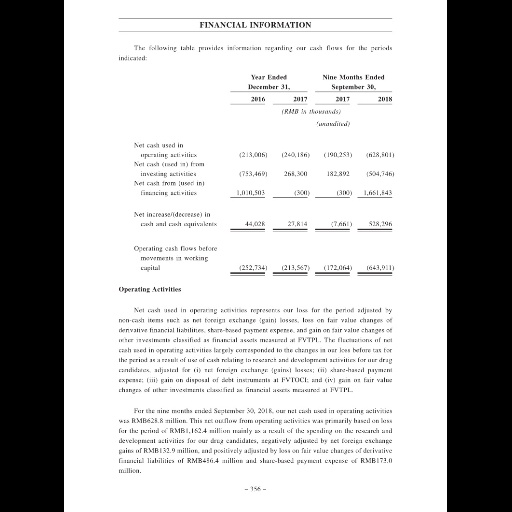 FINANCIAL INFORMATION
The following table provides information regarding our cash flows for the periods
indicated:
Year Ended Nine Months Ended
December 31, September 30,
2016 2017 2017 2018
(RMB in thousands)
(unaudited)
Net cash used in
operating activities (213,006) (240,186) (190,253) (628,801)
Net cash (used in) from
investing activities (753,469) 268,300 182,892 (504,746)
Net cash from (used in)
financing activities 1,010,503 (300) (300) 1,661,843
Net increase/(decrease) in
cash and cash equivalents 44,028 27,814 (7,661) 528,296
Operating cash flows before
movements in working
capital (252,734) (213,567) (172,064) (643,911)
Operating Activities
Net cash used in operating activities represents our loss for the period adjusted by
non-cash items such as net foreign exchange (gain) losses, loss on fair value changes of
derivative financial liabilities, share-based payment expense, and gain on fair value changes of
other investments classified as financial assets measured at FVTPL. The fluctuations of net
cash used in operating activities largely corresponded to the changes in our loss before tax for
the period as a result of use of cash relating to research and development activities for our drug
candidates, adjusted for (i) net foreign exchange (gains) losses; (ii) share-based payment
expense; (iii) gain on disposal of debt instruments at FVTOCI; and (iv) gain on fair value
changes of other investments classified as financial assets measured at FVTPL.
For the nine months ended September 30, 2018, our net cash used in operating activities
was RMB628.8 million. This net outflow from operating activities was primarily based on loss
for the period of RMB1,162.4 million mainly as a result of the spending on the research and
development activities for our drug candidates, negatively adjusted by net foreign exchange
gains of RMB132.9 million, and positively adjusted by loss on fair value changes of derivative
financial liabilities of RMB486.4 million and share-based payment expense of RMB173.0
million.
– 356 –